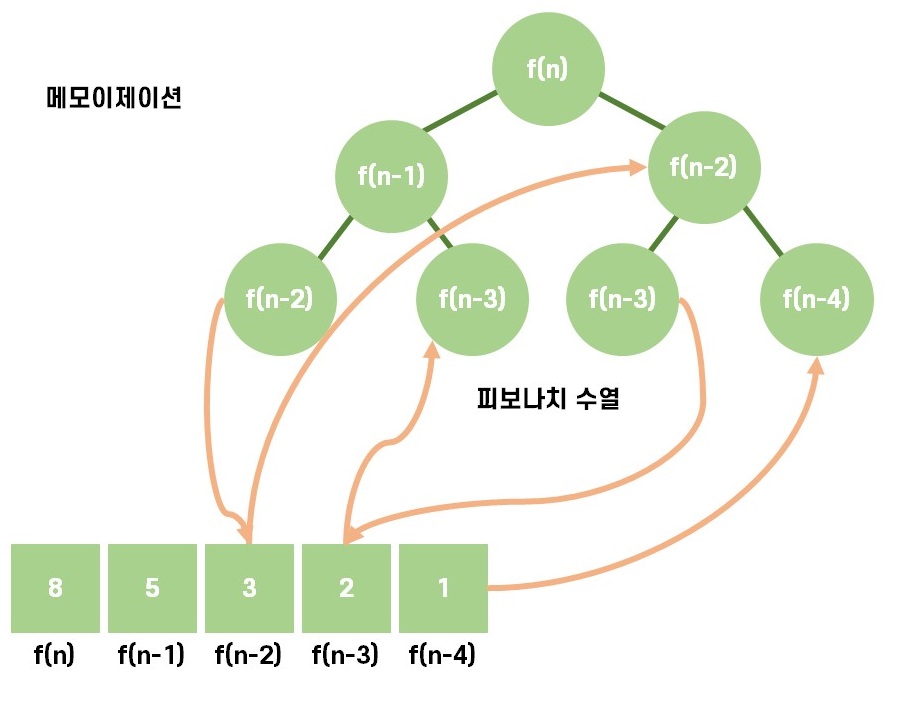 메모이제이션
f(n)
f(n-1)
f(n-2)
f(n-2)
f(n-3)
f(n-3)
f(n-4)
피보나치 수열
8 5 3 2 1
f(n) f(n-1) f(n-2) f(n-3) f(n-4)